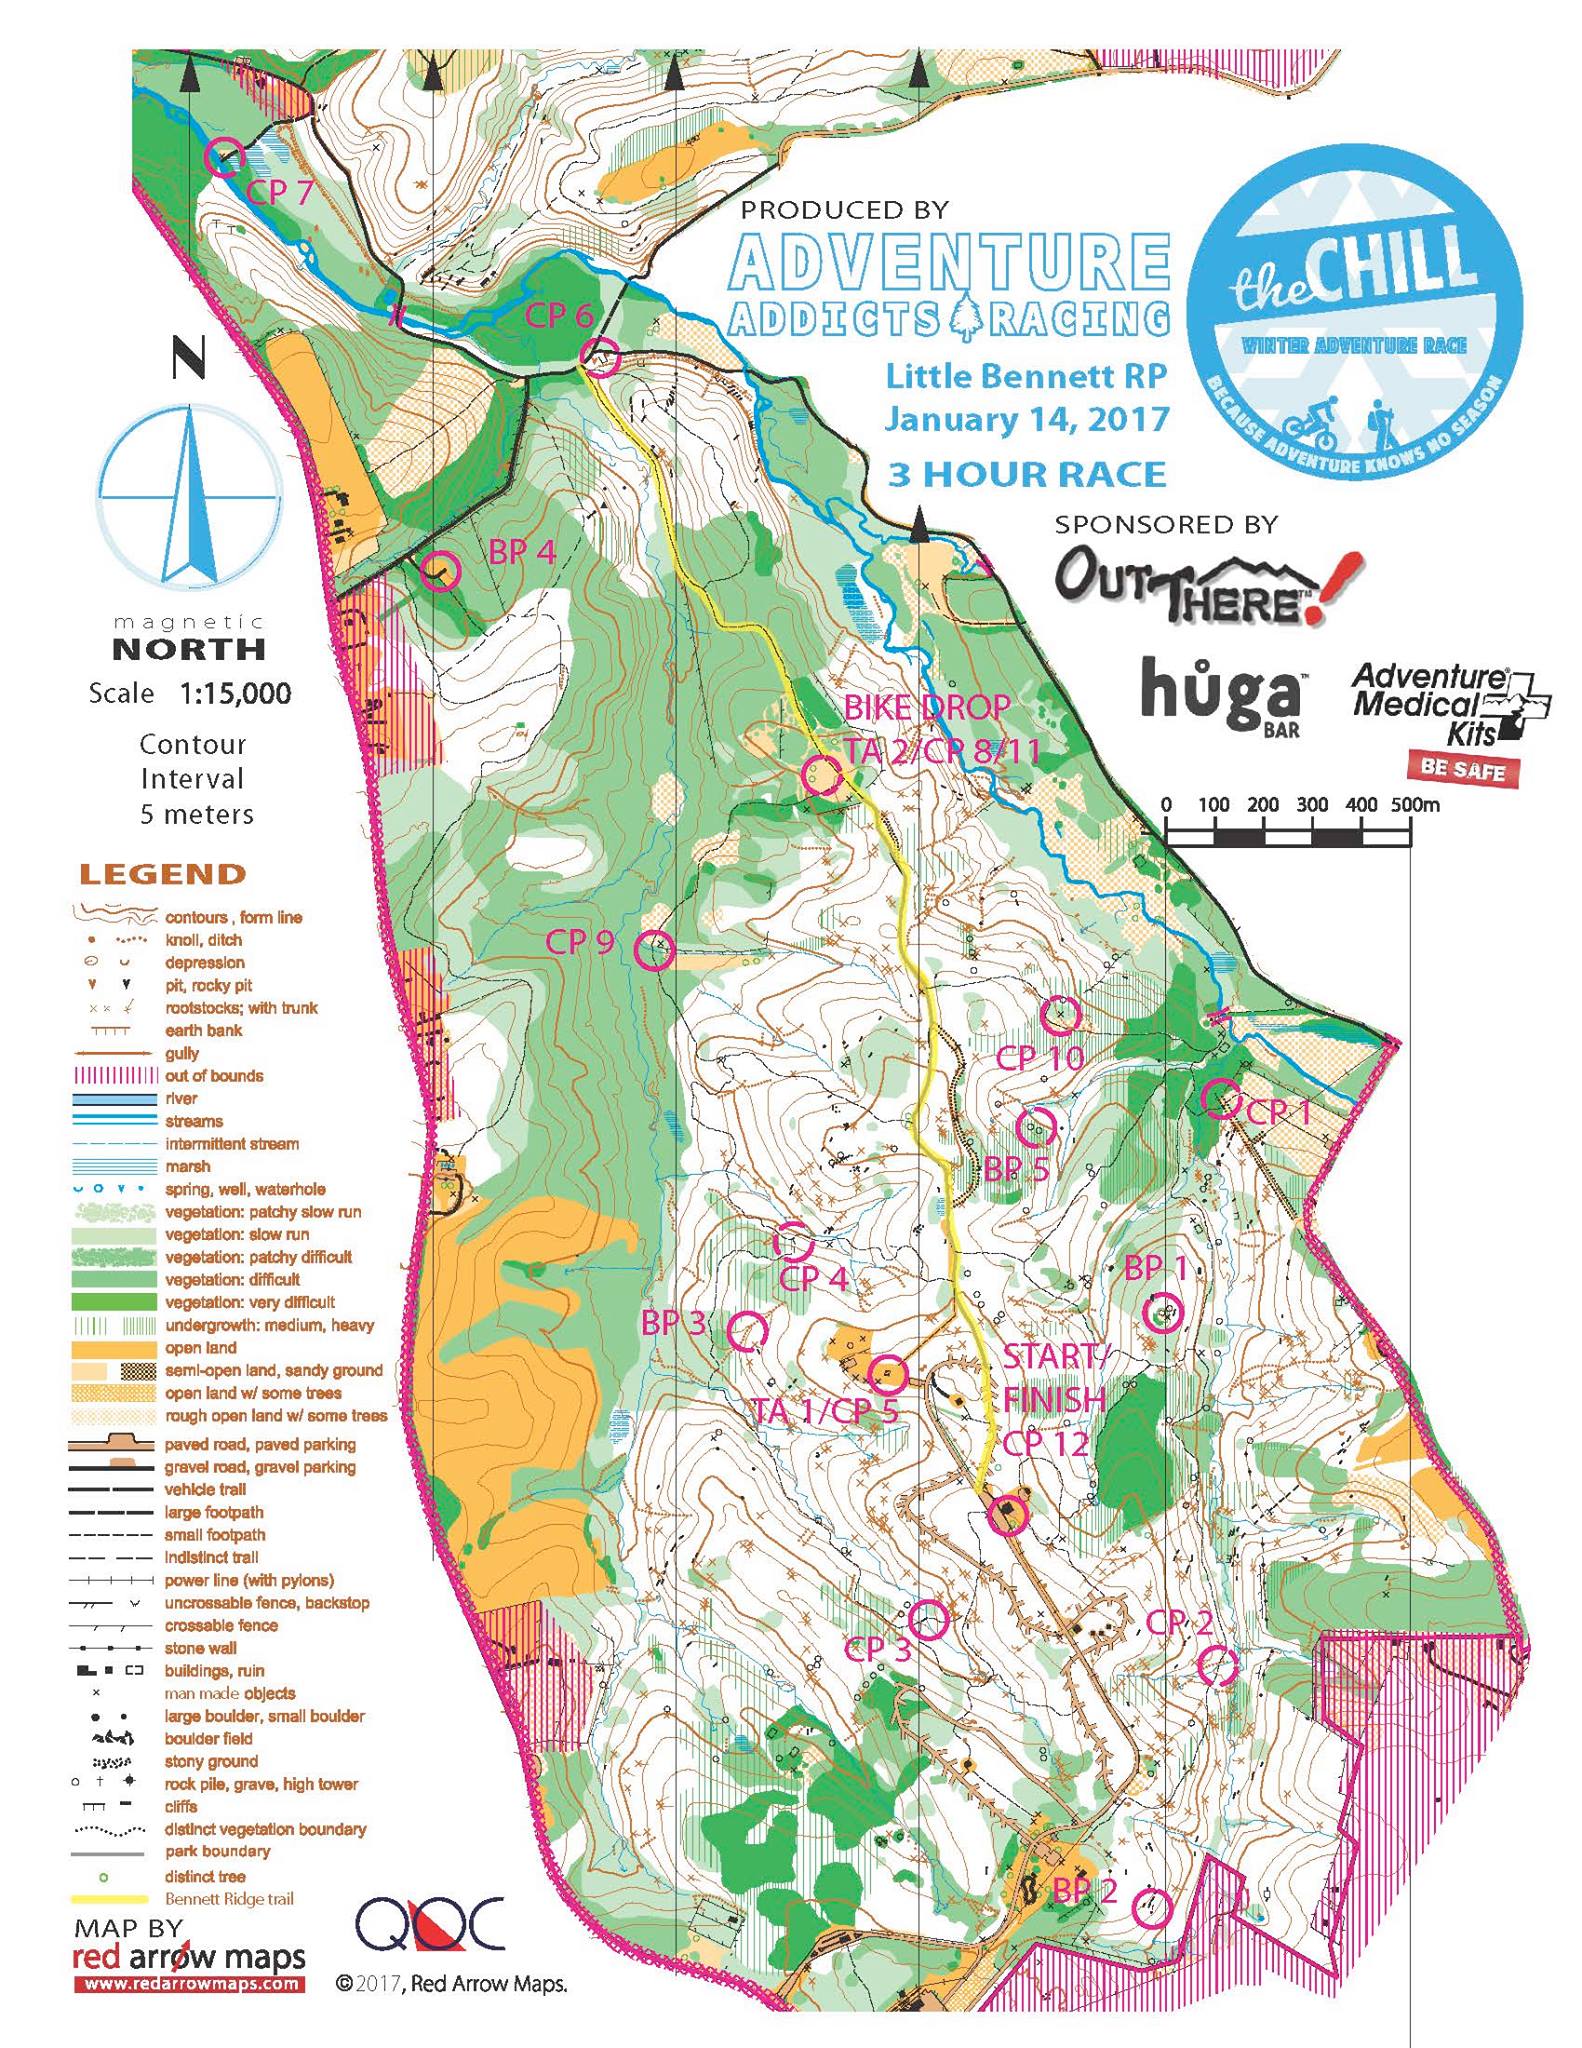 CP 7
PRODUCED BY
ADVENTURE
ADDICTS RACING
Little Bennett RP
January 14, 2017
3 HOUR RACE
the CHILL
WINTER ADVENTURE RACE
BECAUSE ADVENTURE KNOWS NO SEASON
SPONSORED BY
OUT THERE!
hůga
BAR
Adventure
Medical
Kits
BE SAFE
0 100 200 300 400 500m
N
magnetic
NORTH
Scale 1:15,000
Contour
Interval
5 meters
CP 6
BP 4
BIKE DROP
TA 2/CP 8/11
CP 9
CP 10
CP 1
BP 5
CP 4
BP 1
BP 3
START/
FINISH
CP 12
TA 1/CP 5
CP 2
CP 3
BP 2
LEGEND
contours , form line
knoll, ditch
depression
pit, rocky pit
rootstocks; with trunk
earth bank
gully
out of bounds
river
streams
intermittent stream
marsh
spring, well, waterhole
vegetation: patchy slow run
vegetation: slow run
vegetation: patchy difficult
vegetation: difficult
vegetation: very difficult
undergrowth: medium, heavy
open land
semi-open land, sandy ground
open land w/ some trees
rough open land w/ some trees
paved road, paved parking
gravel road, gravel parking
vehicle trail
large footpath
small footpath
indistinct trail
power line (with pylons)
uncrossable fence, backstop
crossable fence
stone wall
buildings, ruin
man made objects
large boulder, small boulder
boulder field
stony ground
rock pile, grave, high tower
cliffs
distinct vegetation boundary
park boundary
distinct tree
Bennett Ridge trail
MAP BY
red arrow maps
www.redarrowmaps.com
QOC
©2017, Red Arrow Maps.